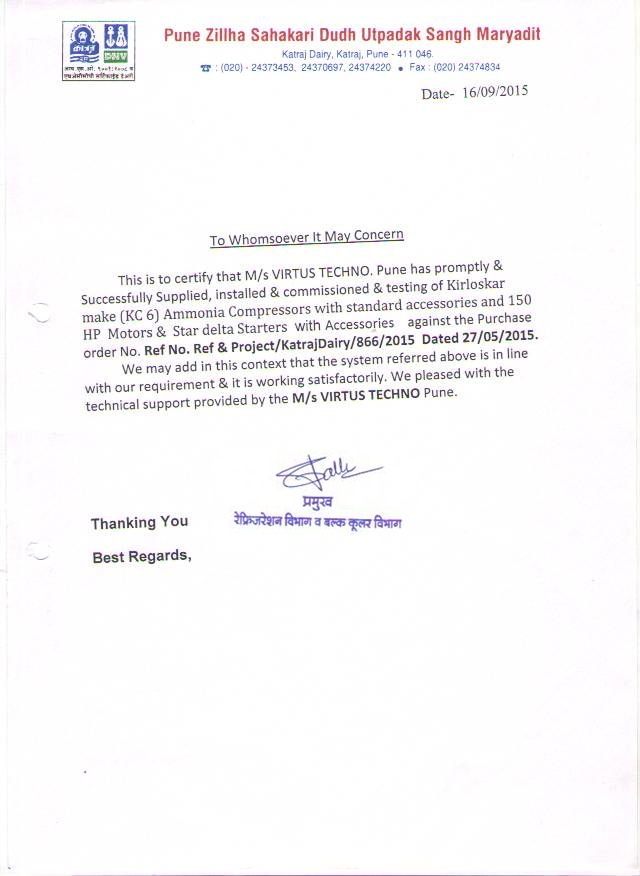 Pune Zillha Sahakari Dudh Utpadak Sangh Maryadit
Katraj Dairy, Katraj, Pune - 411 046.
☎ : (020) - 24373453, 24370697, 24374220 • Fax : (020) 24374834
कात्रज
DNV
आय. एस. ओ. ९००१:२००८ व
एच.ऐसीसीपी सर्टिफाईड डेअरी
Date- 16/09/2015
To Whomsoever It May Concern
This is to certify that M/s VIRTUS TECHNO. Pune has promptly &
Successfully Supplied, installed & commissioned & testing of Kirloskar
make (KC 6) Ammonia Compressors with standard accessories and 150
HP Motors & Star delta Starters with Accessories against the Purchase
order No. Ref No. Ref & Project/KatrajDairy/866/2015 Dated 27/05/2015.
We may add in this context that the system referred above is in line
with our requirement & it is working satisfactorily. We pleased with the
technical support provided by the M/s VIRTUS TECHNO Pune.
प्रमुख
रेफ्रिजरेशन विभाग व बल्क कूलर विभाग
Thanking You
Best Regards,